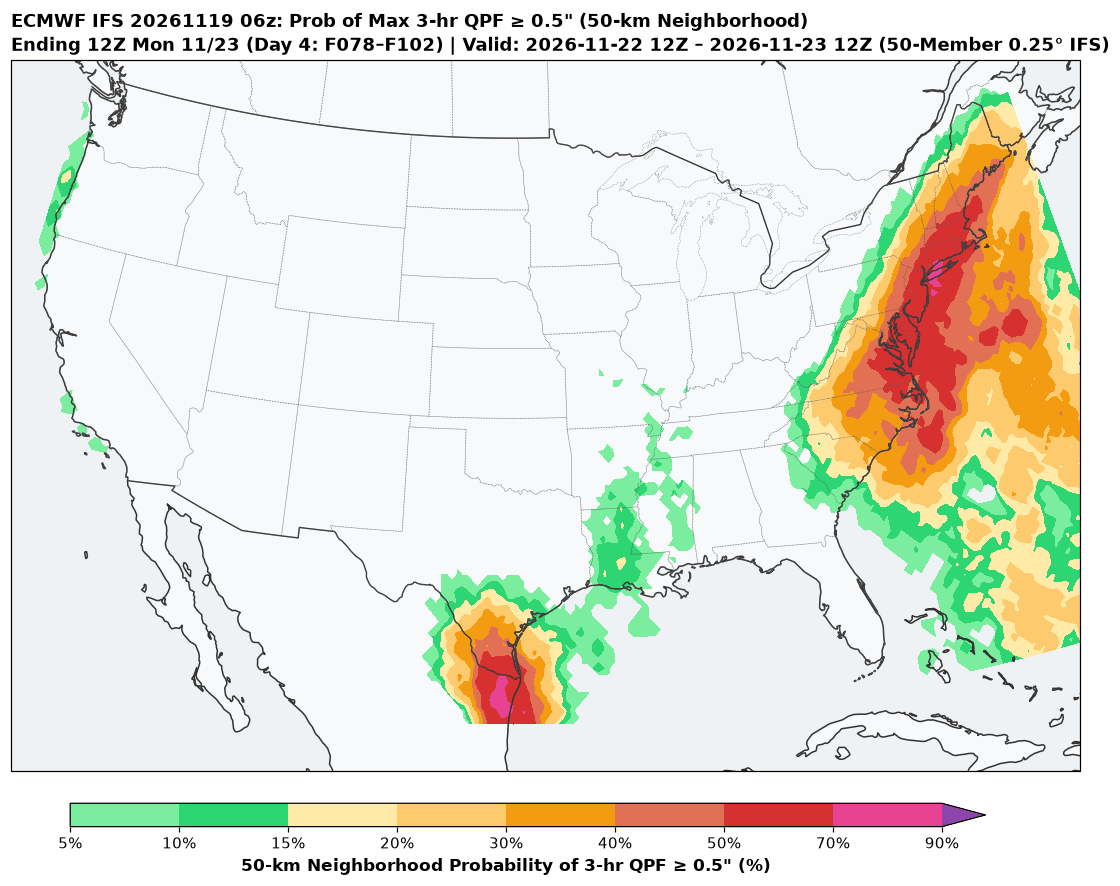 ECMWF IFS 20261119 06z: Prob of Max 3-hr QPF ≥ 0.5" (50-km Neighborhood)
Ending 12Z Mon 11/23 (Day 4: F078–F102) | Valid: 2026-11-22 12Z – 2026-11-23 12Z (50-Member 0.25° IFS)
5% 10% 15% 20% 30% 40% 50% 70% 90%
50-km Neighborhood Probability of 3-hr QPF ≥ 0.5" (%)